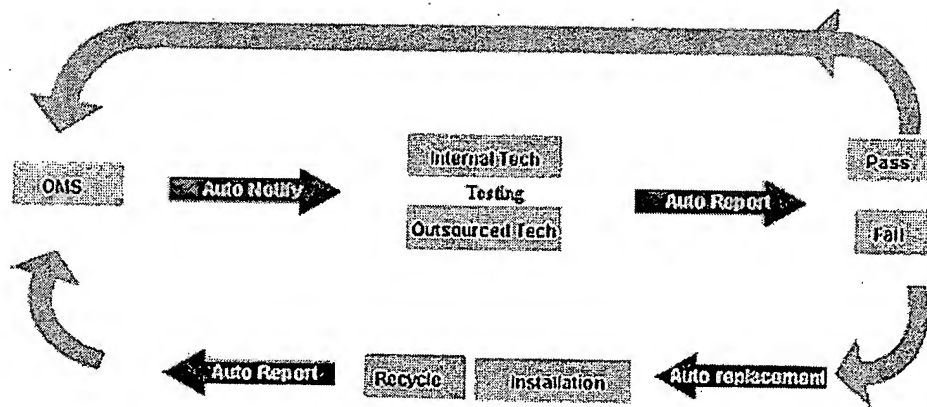 OMS
Auto Notify
Internal Tech
Testing
Outsourced Tech
Auto Report
Pass
Fail
Auto Report
Recycle
Installation
Auto replacement